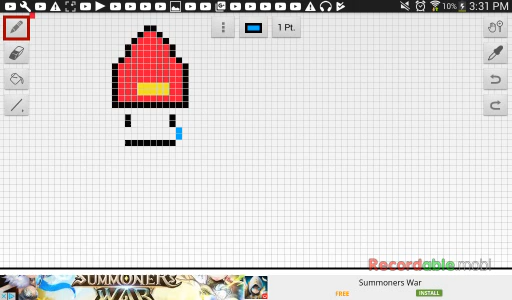 10%
3:31 PM
1 Pt.
Recordable.mobi
SUMMONERS
WAR
Summoners War
FREE
INSTALL